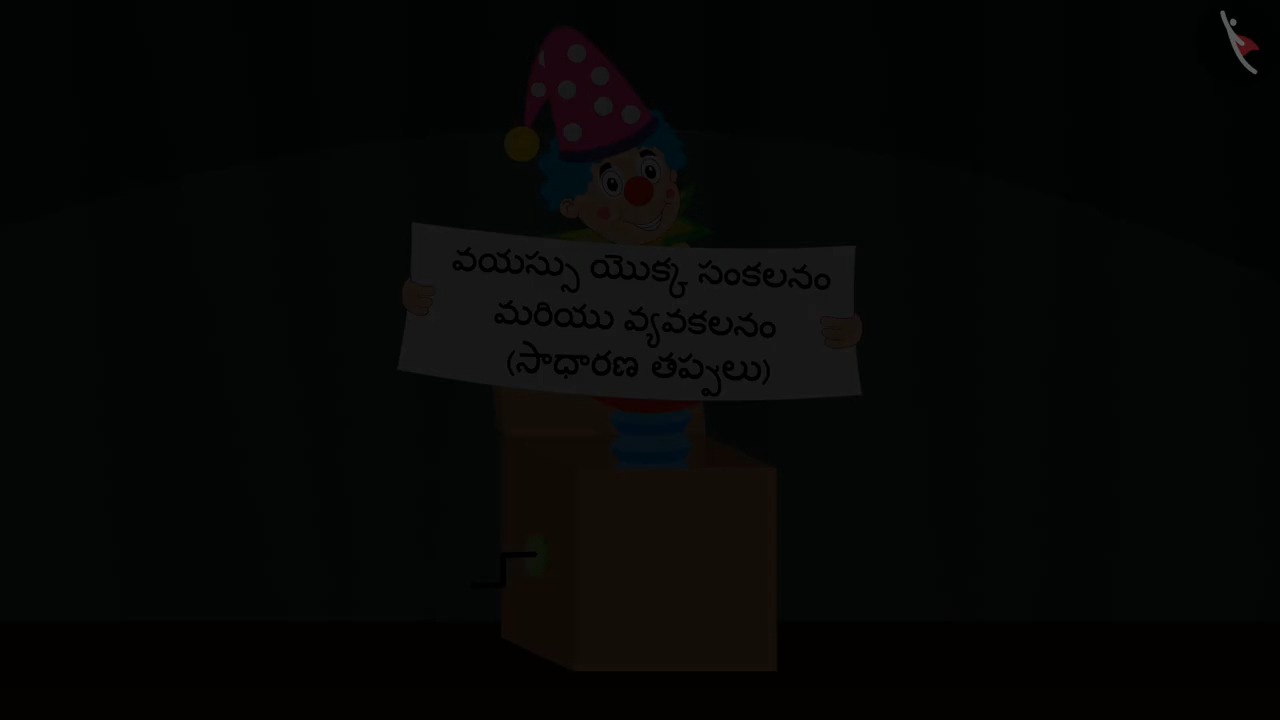 వయస్సు యొక్క సంకలనం
మరియు వ్యవకలనం
(సాధారణ తప్పులు)